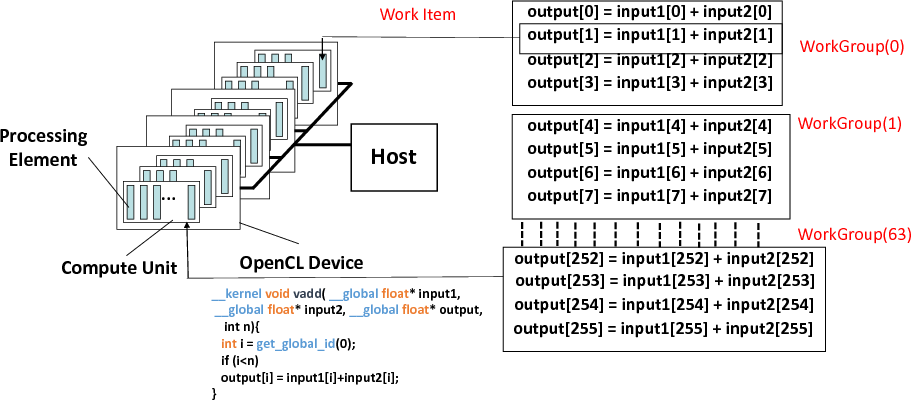 Work Item
output[0] = input1[0] + input2[0]
output[1] = input1[1] + input2[1]
output[2] = input1[2] + input2[2]
output[3] = input1[3] + input2[3]
WorkGroup(0)
output[4] = input1[4] + input2[4]
output[5] = input1[5] + input2[5]
output[6] = input1[6] + input2[6]
output[7] = input1[7] + input2[7]
WorkGroup(1)
WorkGroup(63)
output[252] = input1[252] + input2[252]
output[253] = input1[253] + input2[253]
output[254] = input1[254] + input2[254]
output[255] = input1[255] + input2[255]
Processing
Element
Host
...
Compute Unit
OpenCL Device
__kernel void vadd( __global float* input1,
__global float* input2, __global float* output,
int n){
int i = get_global_id(0);
if (i<n)
output[i] = input1[i]+input2[i];
}